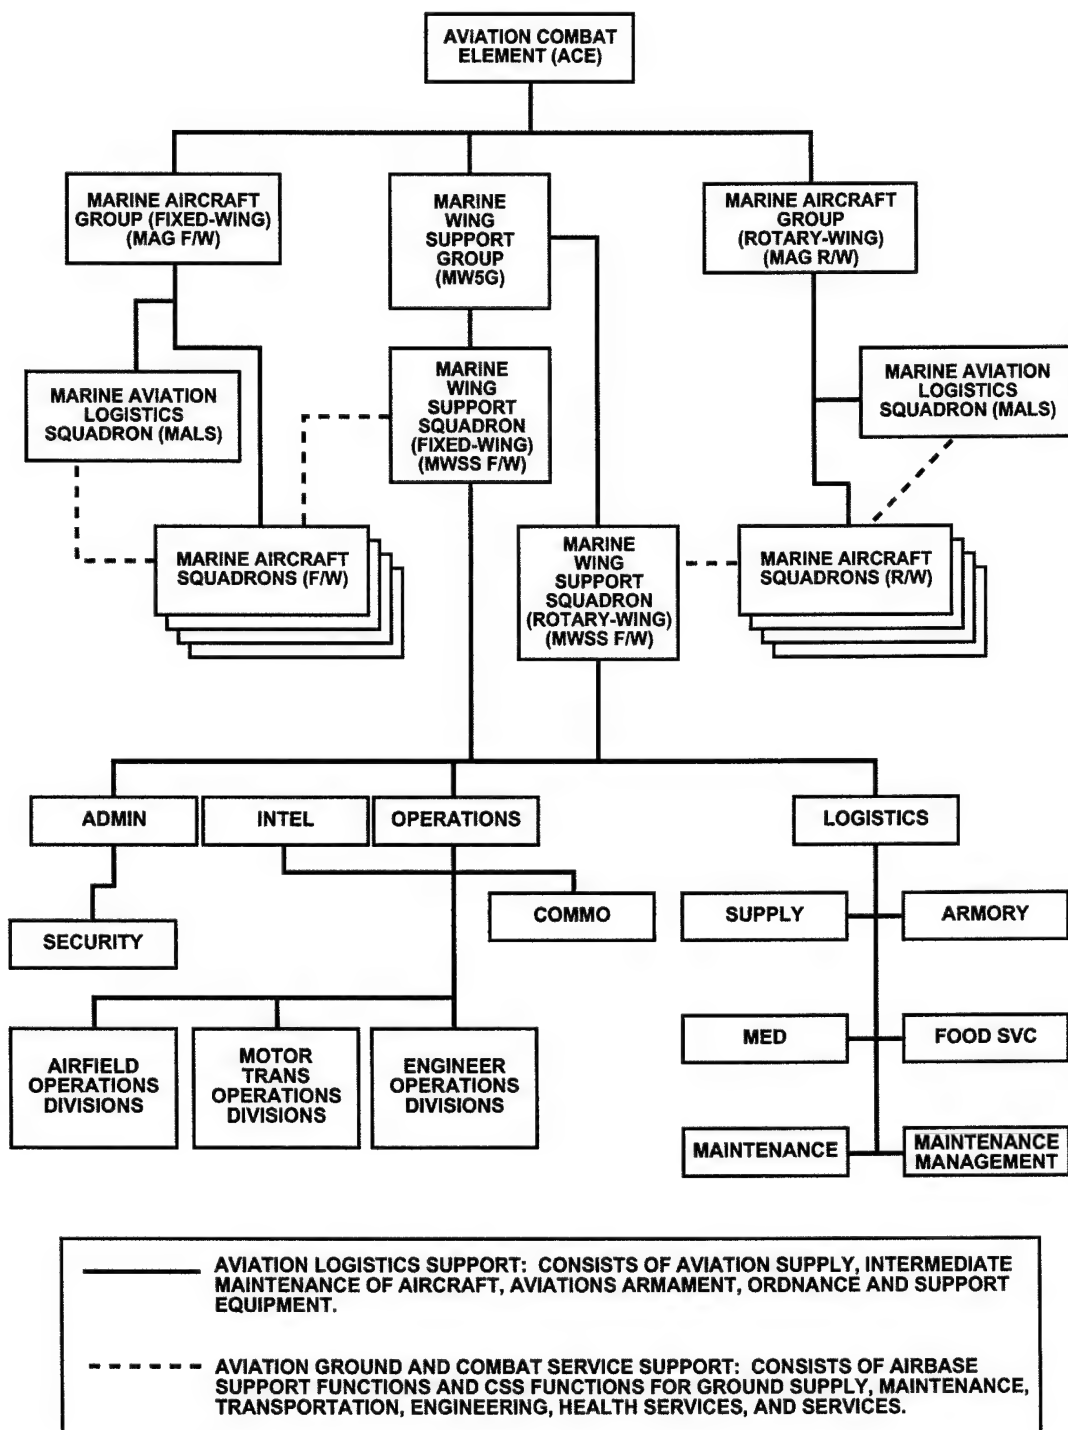 AVIATION COMBAT
ELEMENT (ACE)
MARINE AIRCRAFT
GROUP (FIXED-WING)
(MAG F/W)
MARINE
WING
SUPPORT
GROUP
(MW5G)
MARINE AIRCRAFT
GROUP
(ROTARY-WING)
(MAG R/W)
MARINE AVIATION
LOGISTICS
SQUADRON (MALS)
MARINE
WING
SUPPORT
SQUADRON
(FIXED-WING)
(MWSS F/W)
MARINE AVIATION
LOGISTICS
SQUADRON (MALS)
MARINE AIRCRAFT
SQUADRONS (F/W)
MARINE
WING
SUPPORT
SQUADRON
(ROTARY-WING)
(MWSS F/W)
MARINE AIRCRAFT
SQUADRONS (R/W)
ADMIN
INTEL
OPERATIONS
LOGISTICS
SECURITY
COMMO
SUPPLY
ARMORY
AIRFIELD
OPERATIONS
DIVISIONS
MOTOR
TRANS
OPERATIONS
DIVISIONS
ENGINEER
OPERATIONS
DIVISIONS
MED
FOOD SVC
MAINTENANCE
MAINTENANCE
MANAGEMENT
AVIATION LOGISTICS SUPPORT: CONSISTS OF AVIATION SUPPLY, INTERMEDIATE
MAINTENANCE OF AIRCRAFT, AVIATIONS ARMAMENT, ORDNANCE AND SUPPORT
EQUIPMENT.
AVIATION GROUND AND COMBAT SERVICE SUPPORT: CONSISTS OF AIRBASE
SUPPORT FUNCTIONS AND CSS FUNCTIONS FOR GROUND SUPPLY, MAINTENANCE,
TRANSPORTATION, ENGINEERING, HEALTH SERVICES, AND SERVICES.